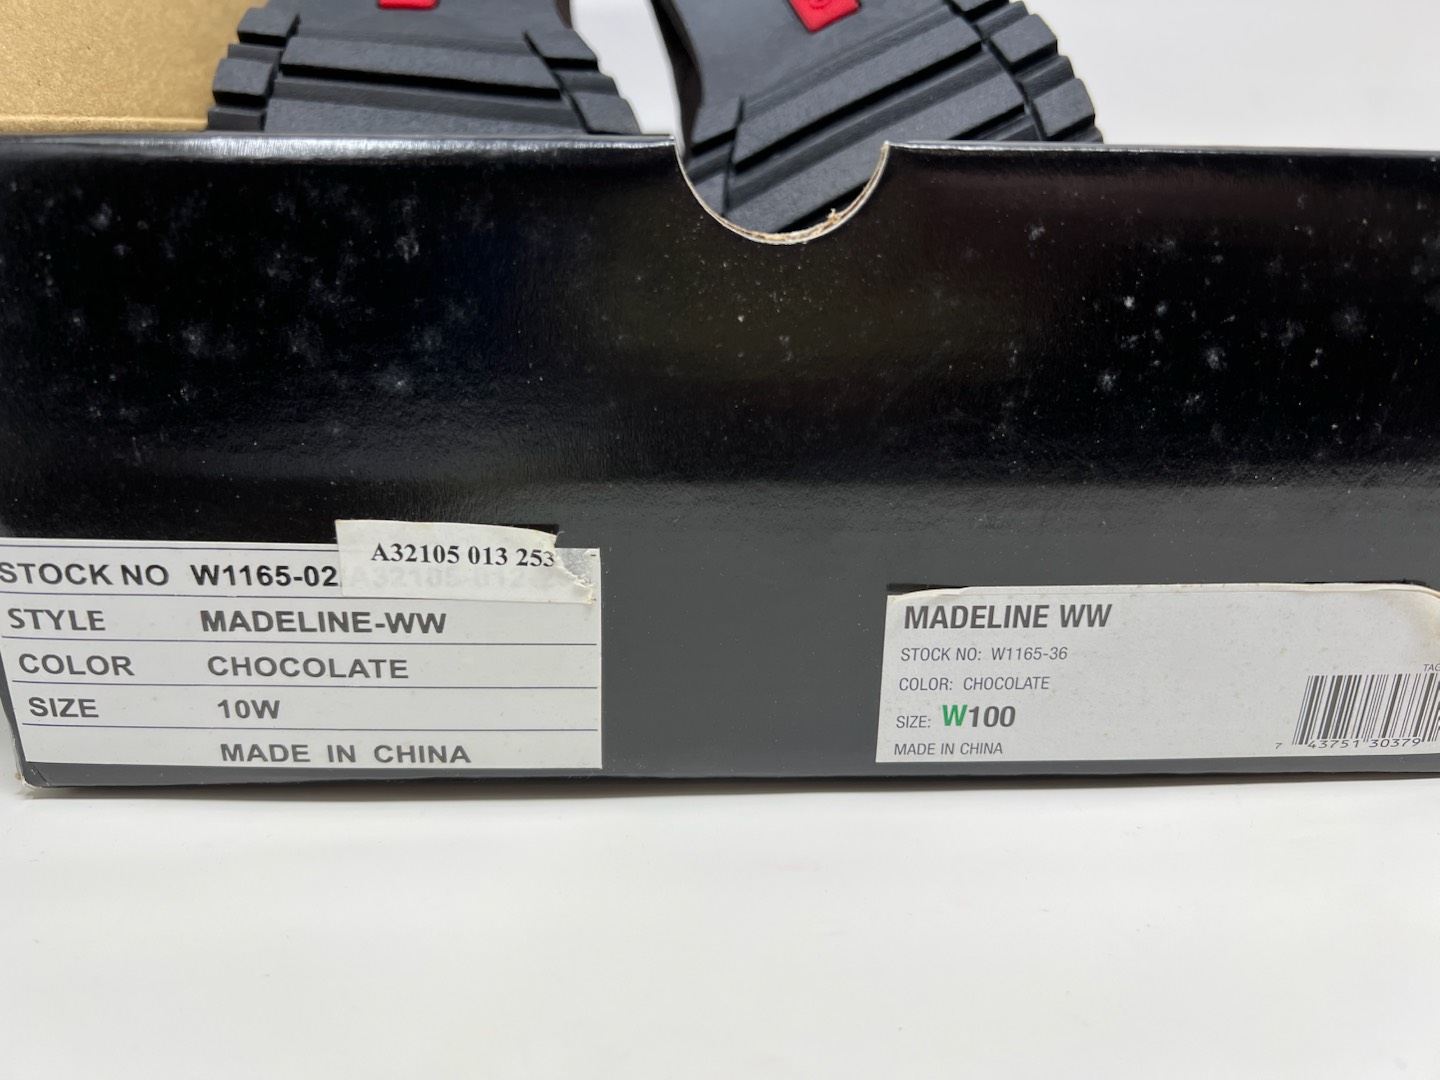 A32105 013 253
STOCK NO W1165-02
STYLE MADELINE-WW
COLOR CHOCOLATE
SIZE 10W
MADE IN CHINA
MADELINE WW
STOCK NO: W1165-36
COLOR: CHOCOLATE
SIZE: W100
MADE IN CHINA
TAG
7 43751 30379